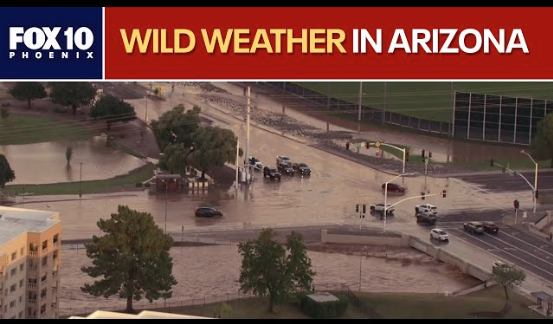 FOX 10
PHOENIX
WILD WEATHER IN ARIZONA